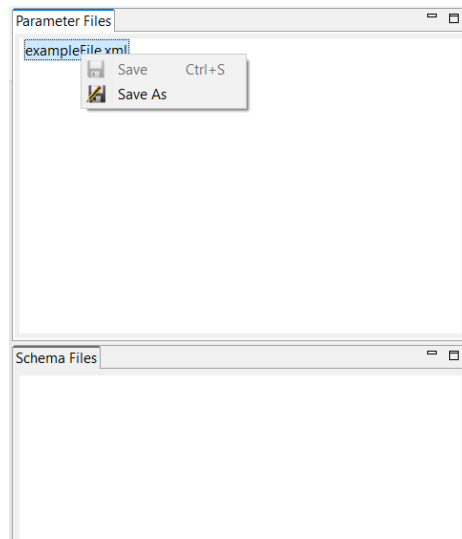 Parameter Files
exampleFile.xml
Save Ctrl+S
Save As
Schema Files